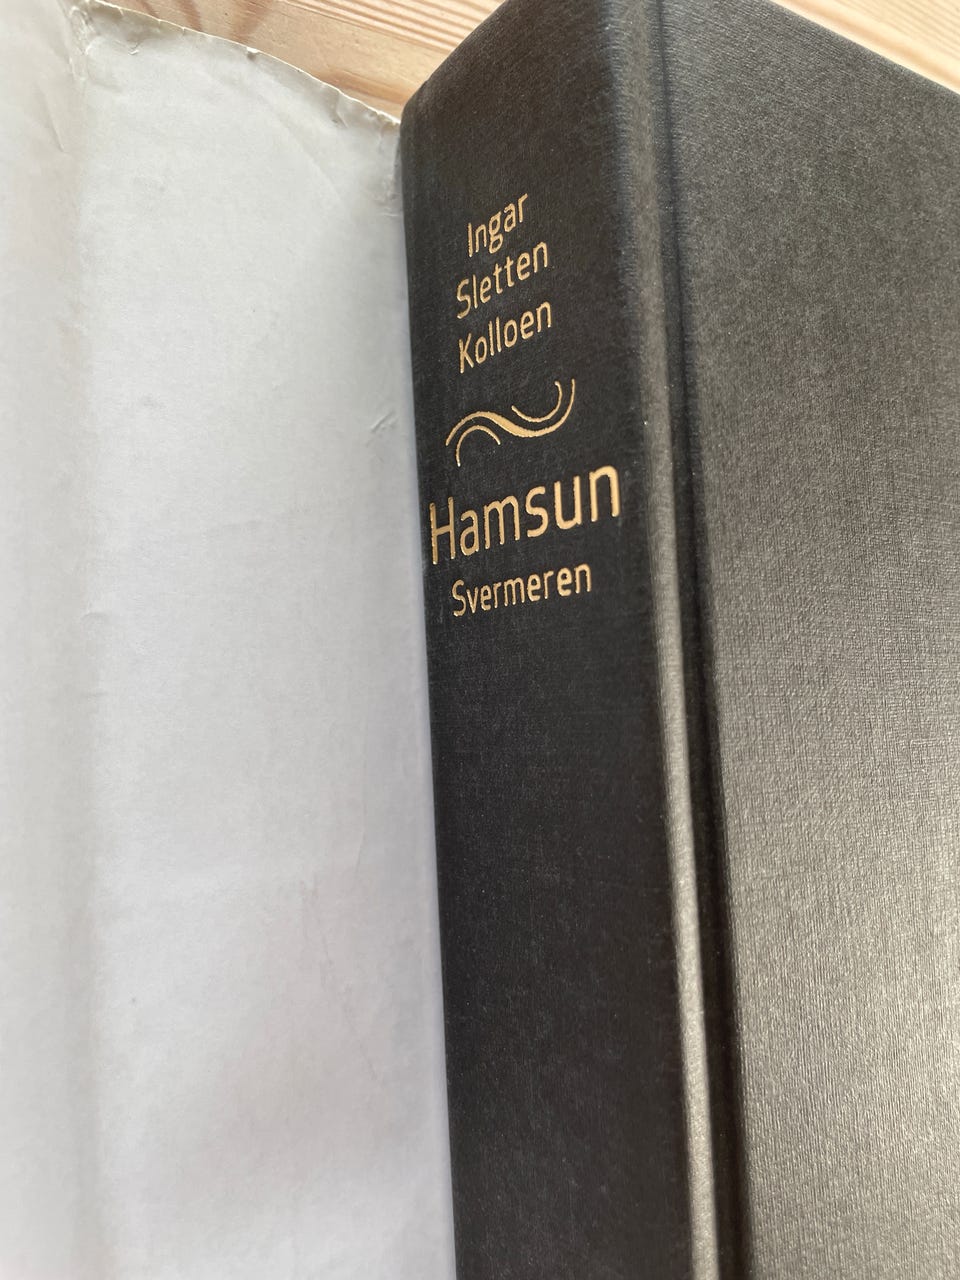 Ingar
Sletten
Kolloen
Hamsun
Svermeren